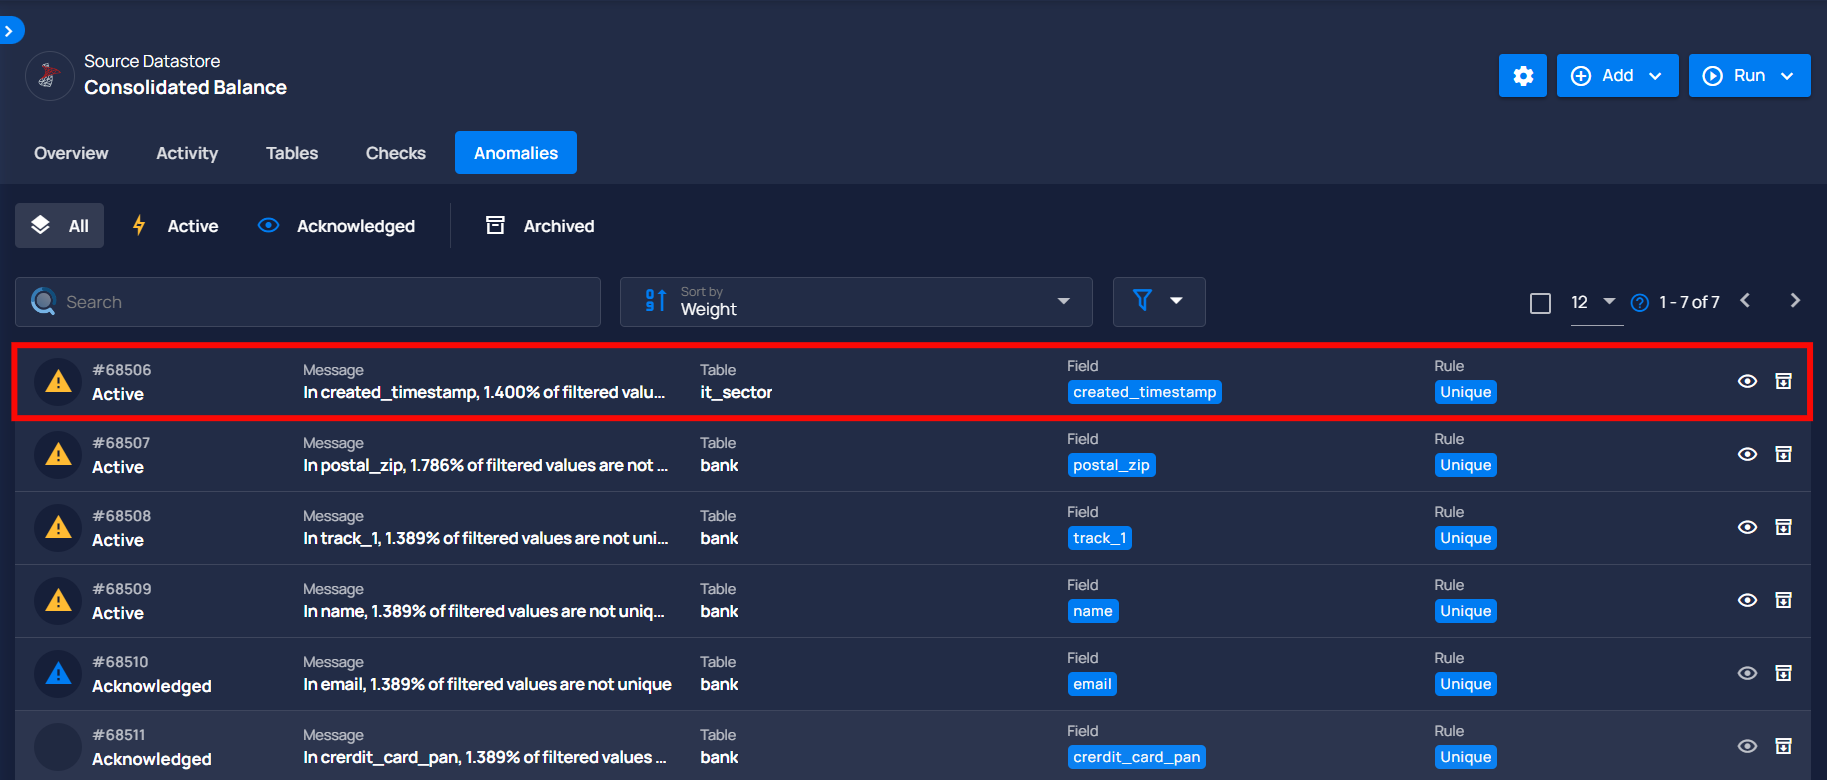 Source Datastore
Consolidated Balance
Add
Run
Overview
Activity
Tables
Checks
Anomalies
All
Active
Acknowledged
Archived
Search
Sort by
Weight
12
1 - 7 of 7
#68506
Active
Message
In created_timestamp, 1.400% of filtered valu...
Table
it_sector
Field
created_timestamp
Rule
Unique
#68507
Active
Message
In postal_zip, 1.786% of filtered values are not ...
Table
bank
Field
postal_zip
Rule
Unique
#68508
Active
Message
In track_1, 1.389% of filtered values are not uni...
Table
bank
Field
track_1
Rule
Unique
#68509
Active
Message
In name, 1.389% of filtered values are not uniq...
Table
bank
Field
name
Rule
Unique
#68510
Acknowledged
Message
In email, 1.389% of filtered values are not unique
Table
bank
Field
email
Rule
Unique
#68511
Acknowledged
Message
In crerdit_card_pan, 1.389% of filtered values ...
Table
bank
Field
crerdit_card_pan
Rule
Unique